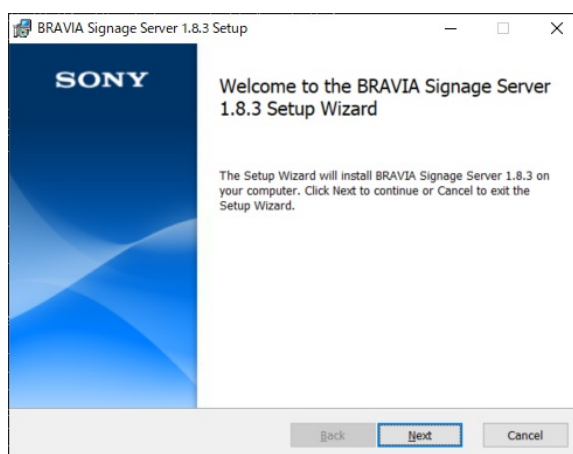 BRAVIA Signage Server 1.8.3 Setup
SONY
Welcome to the BRAVIA Signage Server
1.8.3 Setup Wizard
The Setup Wizard will install BRAVIA Signage Server 1.8.3 on
your computer. Click Next to continue or Cancel to exit the
Setup Wizard.
Back Next Cancel